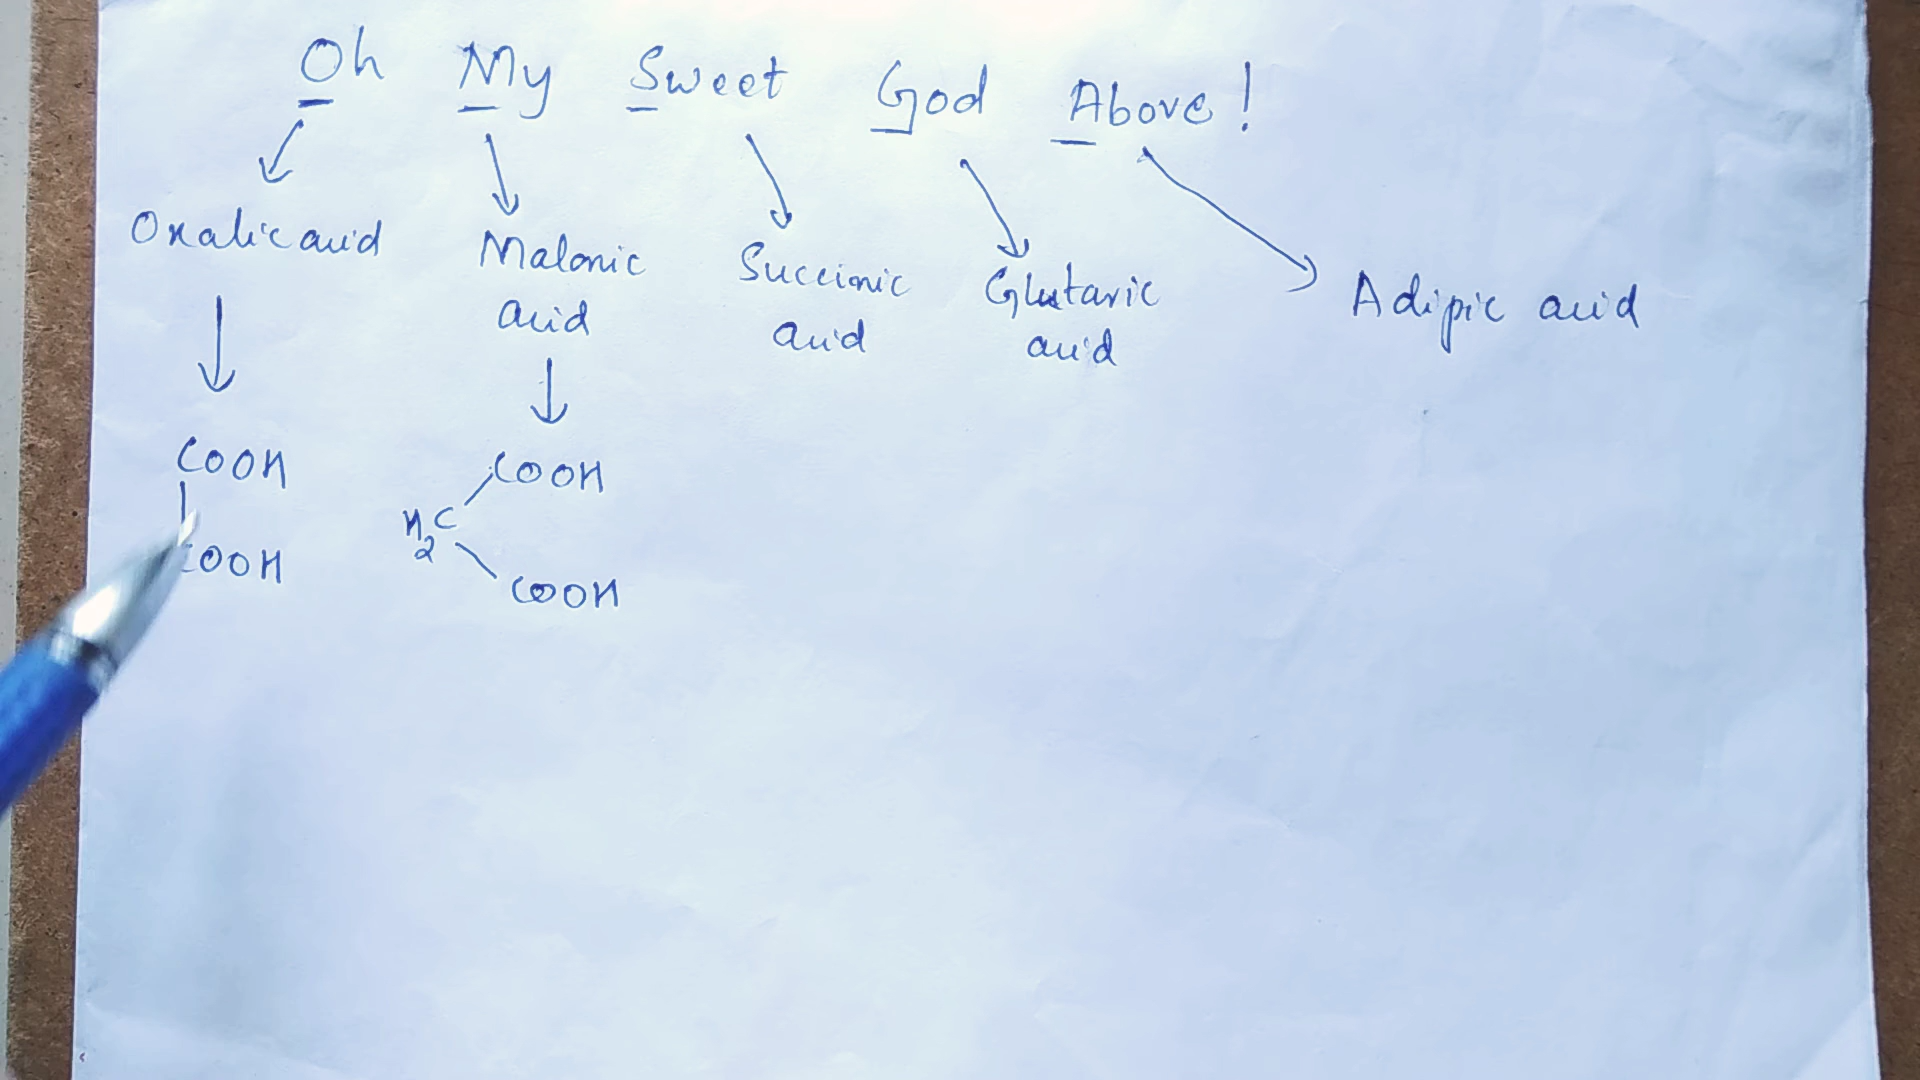 Oh My Sweet God Above!
Oxalic acid
Malonic
acid
Succinic
acid
Glutaric
acid
Adipic acid
COOH
COOH
COOH
H2C
COOH